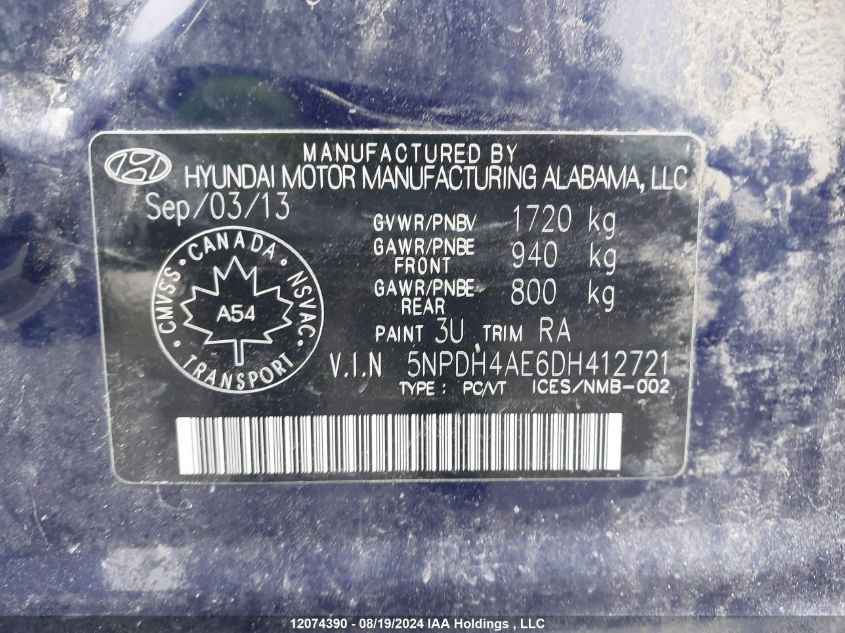 MANUFACTURED BY
HYUNDAI MOTOR MANUFACTURING ALABAMA, LLC
Sep/03/13
GVWR/PNBV 1720 kg
GAWR/PNBE FRONT 940 kg
GAWR/PNBE REAR 800 kg
CANADA · NSVAC · TRANSPORT · CMVSS ·
A54
PAINT 3U, TRIM RA
V.I.N 5NPDH4AE6DH412721
TYPE : PC/VT ICES/NMB-002
12074390 - 08/19/2024 IAA Holdings , LLC